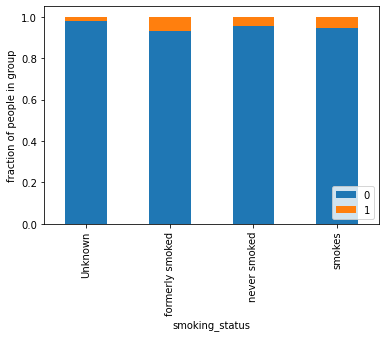 fraction of people in group
1.0
0.8
0.6
0.4
0.2
0.0
0
1
Unknown
formerly smoked
never smoked
smokes
smoking_status